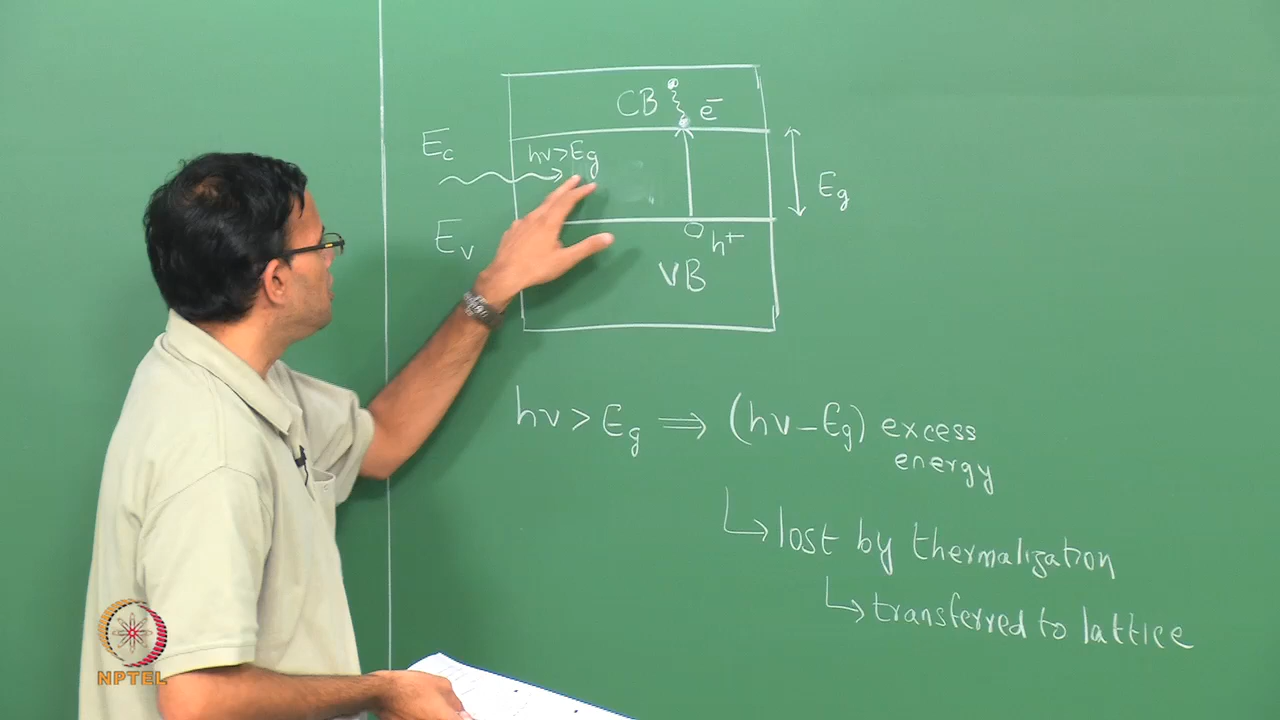 CB e⁻
Ec
hν>Eg
Eg
Ev
h⁺
VB
hν > Eg ⇒ (hν – Eg) excess
energy
↳ lost by thermalization
↳ transferred to lattice
NPTEL